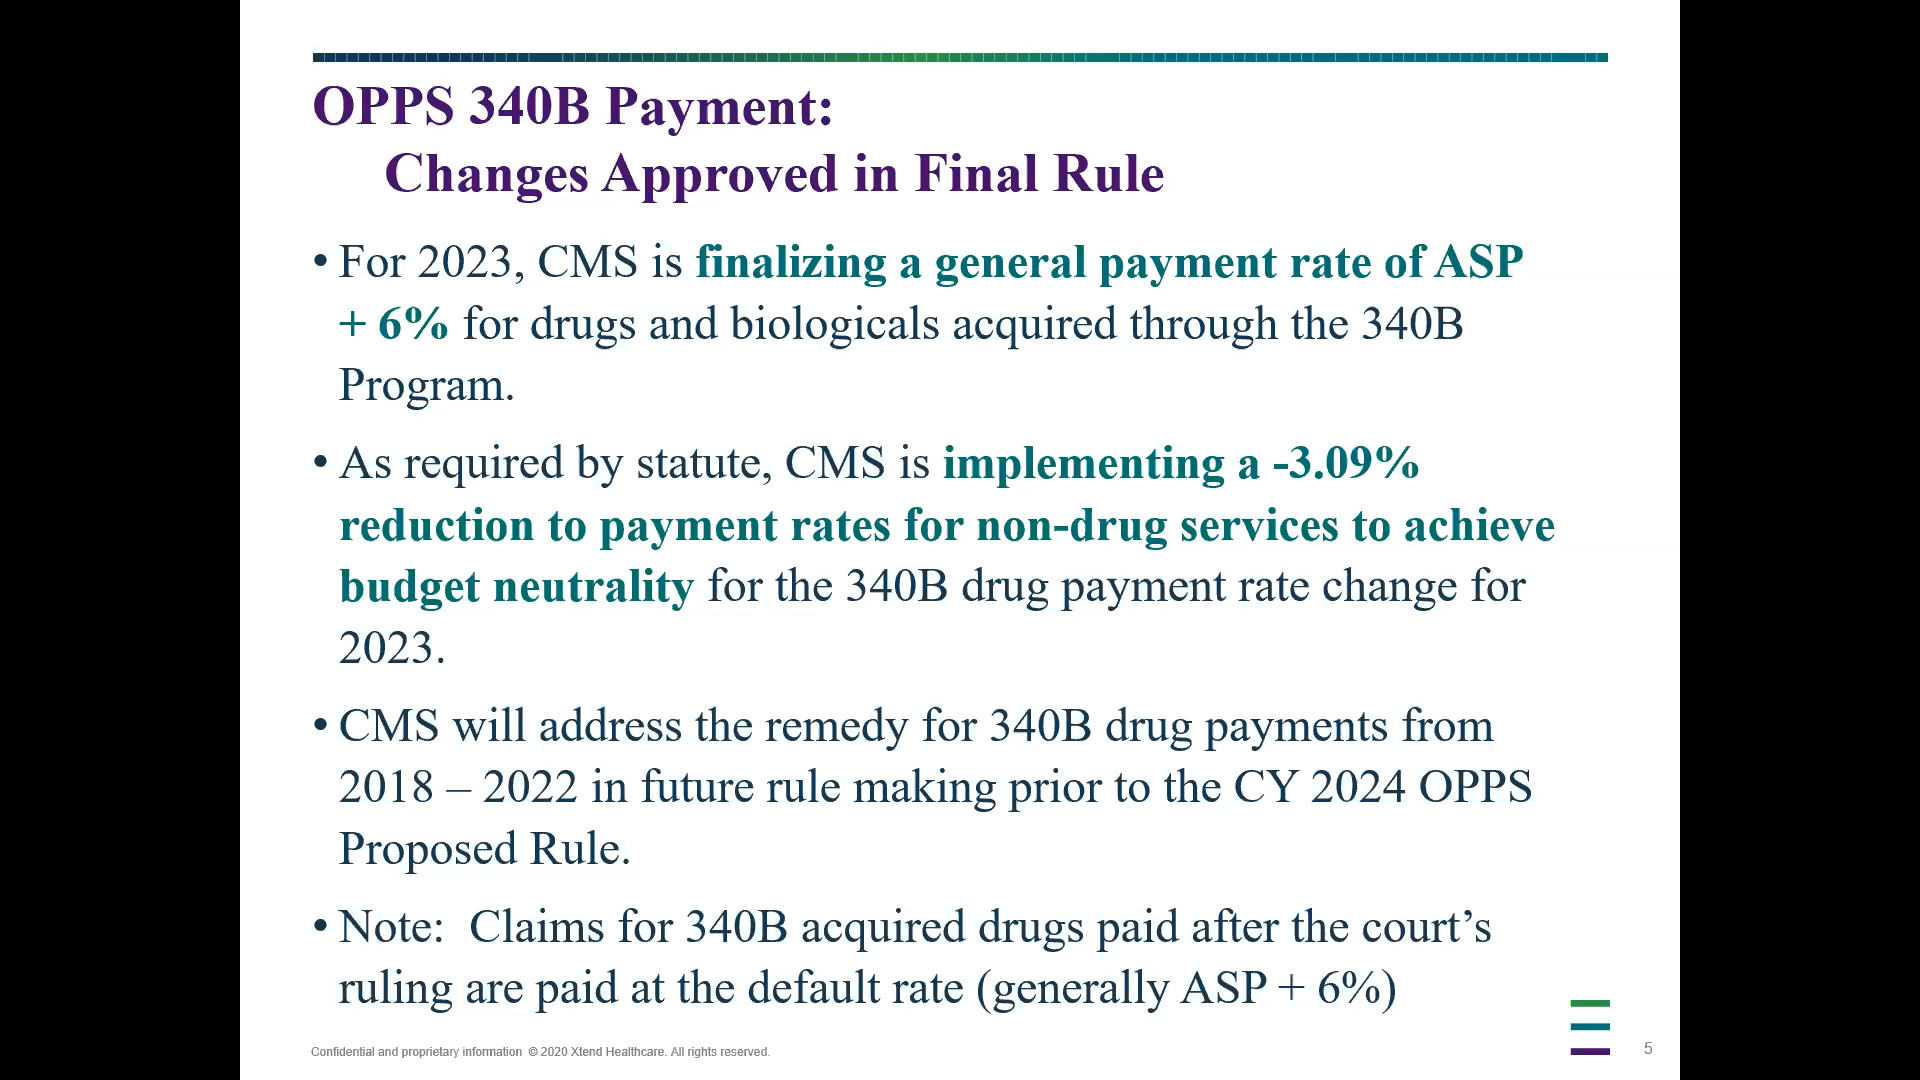 OPPS 340B Payment:
Changes Approved in Final Rule
• For 2023, CMS is finalizing a general payment rate of ASP
+ 6% for drugs and biologicals acquired through the 340B
Program.
• As required by statute, CMS is implementing a -3.09%
reduction to payment rates for non-drug services to achieve
budget neutrality for the 340B drug payment rate change for
2023.
• CMS will address the remedy for 340B drug payments from
2018 – 2022 in future rule making prior to the CY 2024 OPPS
Proposed Rule.
• Note:  Claims for 340B acquired drugs paid after the court’s
ruling are paid at the default rate (generally ASP + 6%)
Confidential and proprietary information © 2020 Xtend Healthcare. All rights reserved.
5